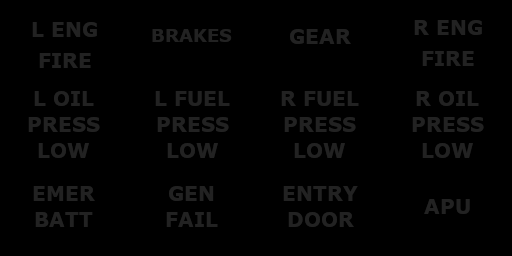 L ENG
FIRE
BRAKES
GEAR
R ENG
FIRE
L OIL
PRESS
LOW
L FUEL
PRESS
LOW
R FUEL
PRESS
LOW
R OIL
PRESS
LOW
EMER
BATT
GEN
FAIL
ENTRY
DOOR
APU